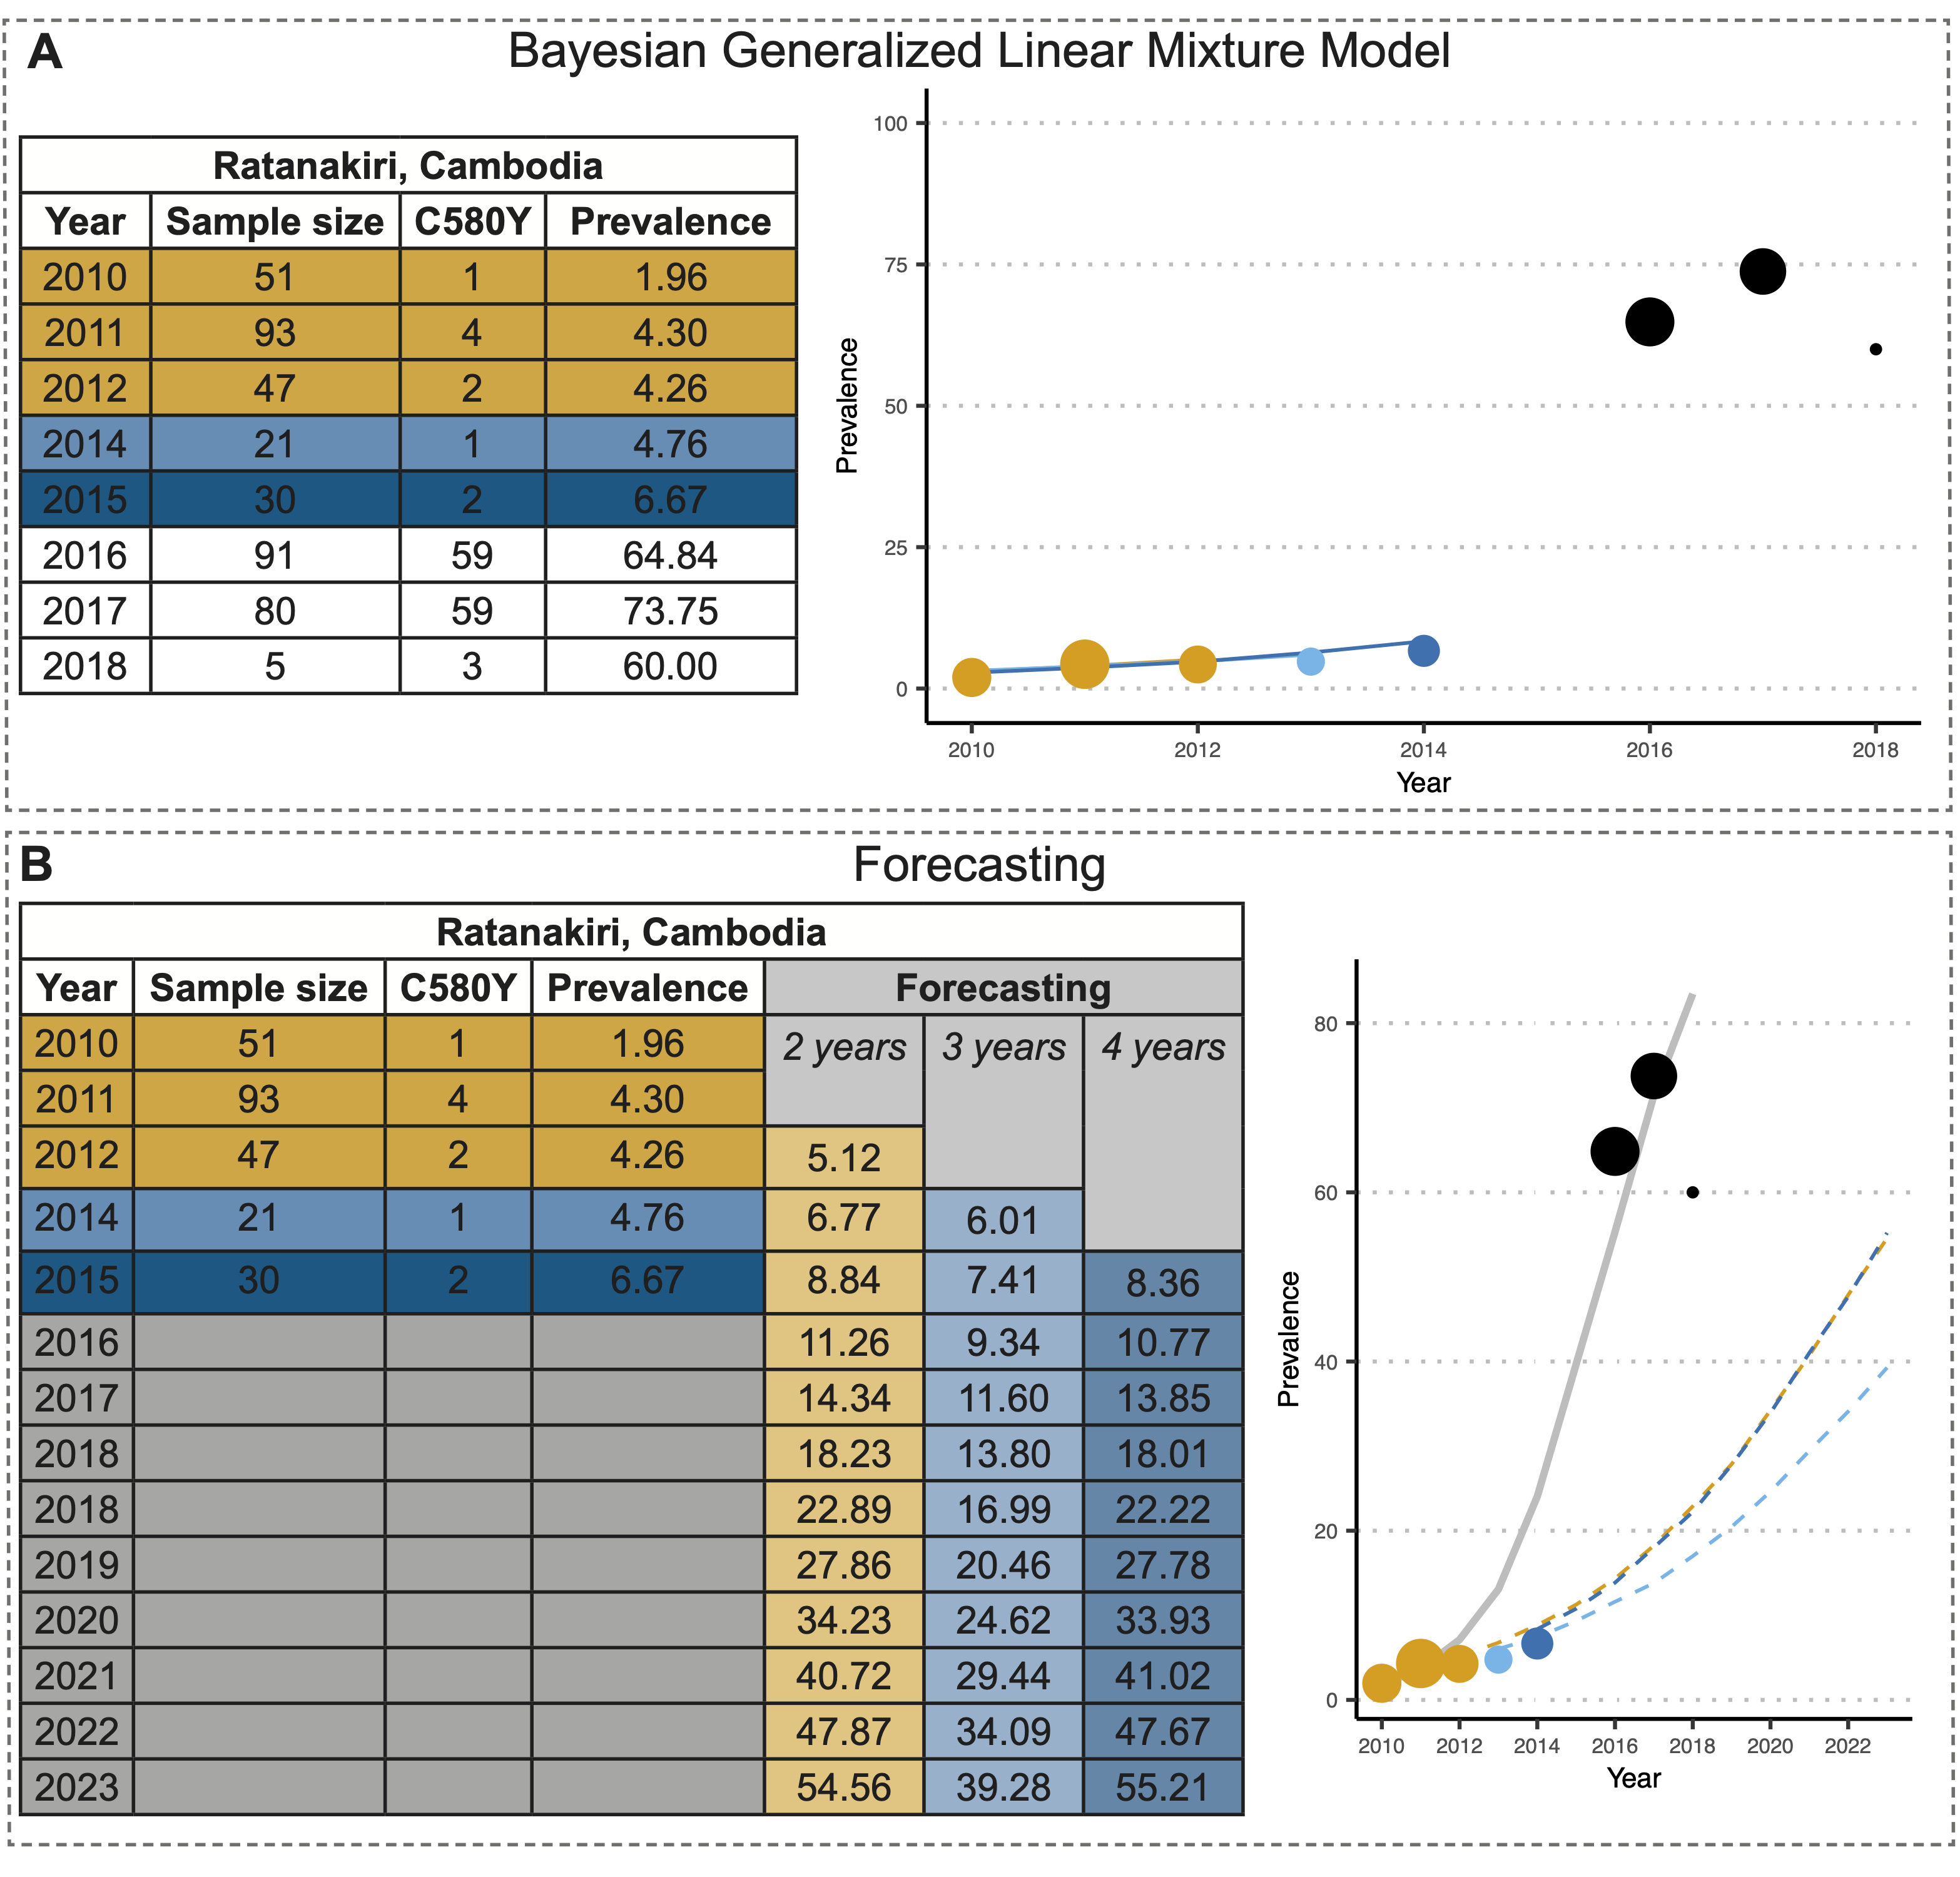 A
Bayesian Generalized Linear Mixture Model
Ratanakiri, Cambodia
Year Sample size C580Y Prevalence
2010 51 1 1.96
2011 93 4 4.30
2012 47 2 4.26
2014 21 1 4.76
2015 30 2 6.67
2016 91 59 64.84
2017 80 59 73.75
2018 5 3 60.00
Prevalence
100
75
50
25
0
2010 2012 2014 2016 2018
Year
B
Forecasting
Ratanakiri, Cambodia
Year Sample size C580Y Prevalence Forecasting
2 years 3 years 4 years
2010 51 1 1.96
2011 93 4 4.30
2012 47 2 4.26 5.12
2014 21 1 4.76 6.77 6.01
2015 30 2 6.67 8.84 7.41 8.36
2016 11.26 9.34 10.77
2017 14.34 11.60 13.85
2018 18.23 13.80 18.01
2018 22.89 16.99 22.22
2019 27.86 20.46 27.78
2020 34.23 24.62 33.93
2021 40.72 29.44 41.02
2022 47.87 34.09 47.67
2023 54.56 39.28 55.21
Prevalence
80
60
40
20
0
2010 2012 2014 2016 2018 2020 2022
Year